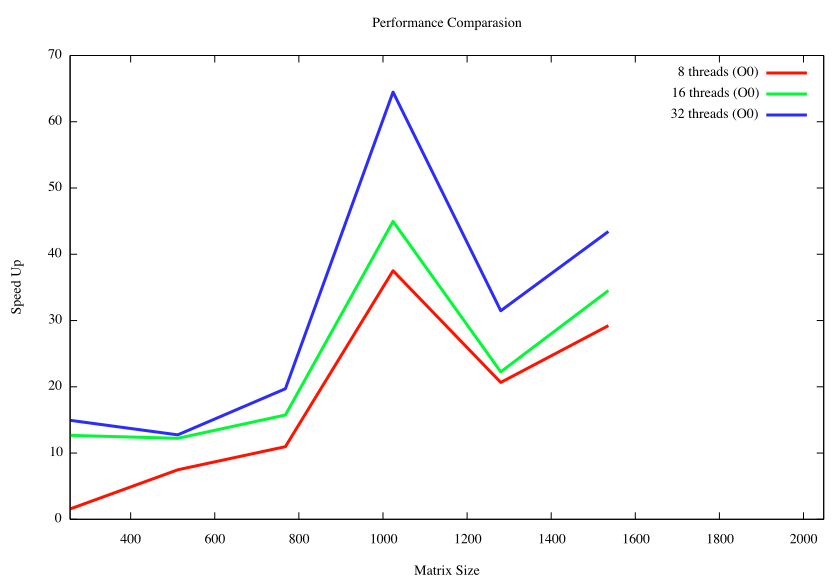 Performance Comparasion
70
60
50
40
30
20
10
0
Speed Up
8 threads (O0)
16 threads (O0)
32 threads (O0)
400 600 800 1000 1200 1400 1600 1800 2000
Matrix Size